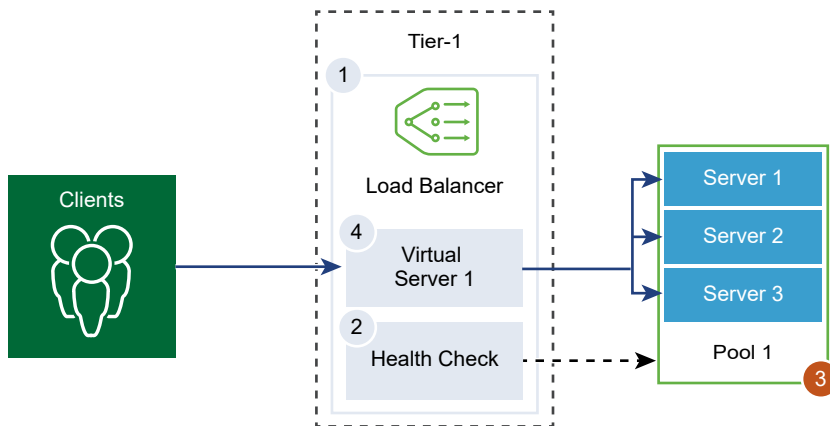 Tier-1
1
Load Balancer
Clients
4
Virtual
Server 1
2
Health Check
Server 1
Server 2
Server 3
Pool 1
3